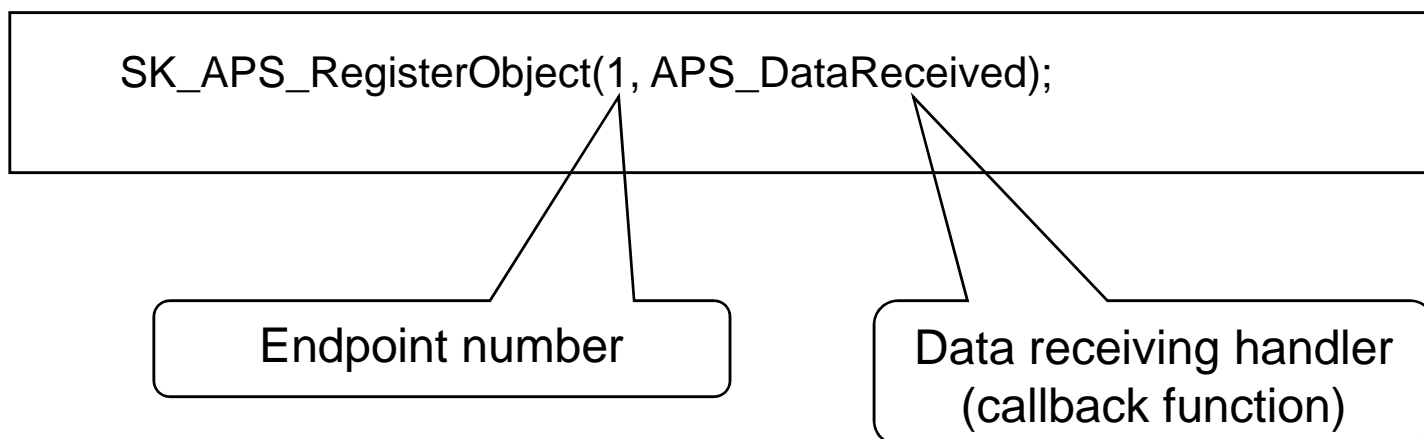 SK_APS_RegisterObject(1, APS_DataReceived);
Endpoint number
Data receiving handler
(callback function)